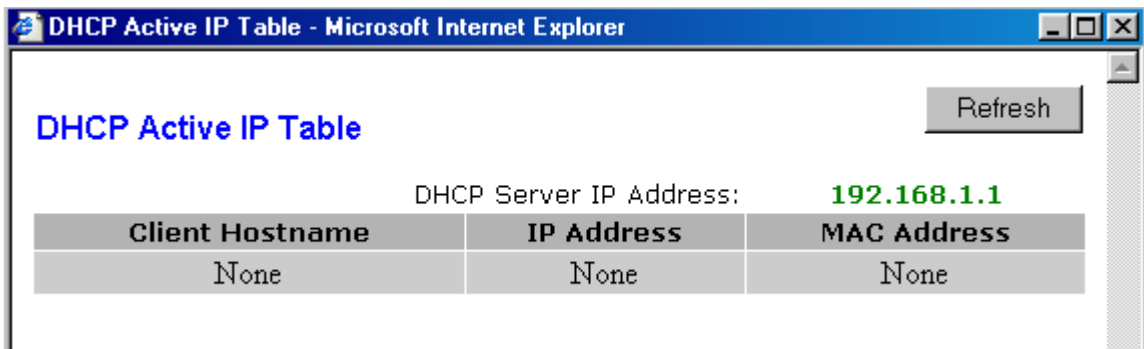 DHCP Active IP Table - Microsoft Internet Explorer
Refresh
DHCP Active IP Table
DHCP Server IP Address: 192.168.1.1
Client Hostname IP Address MAC Address
None None None